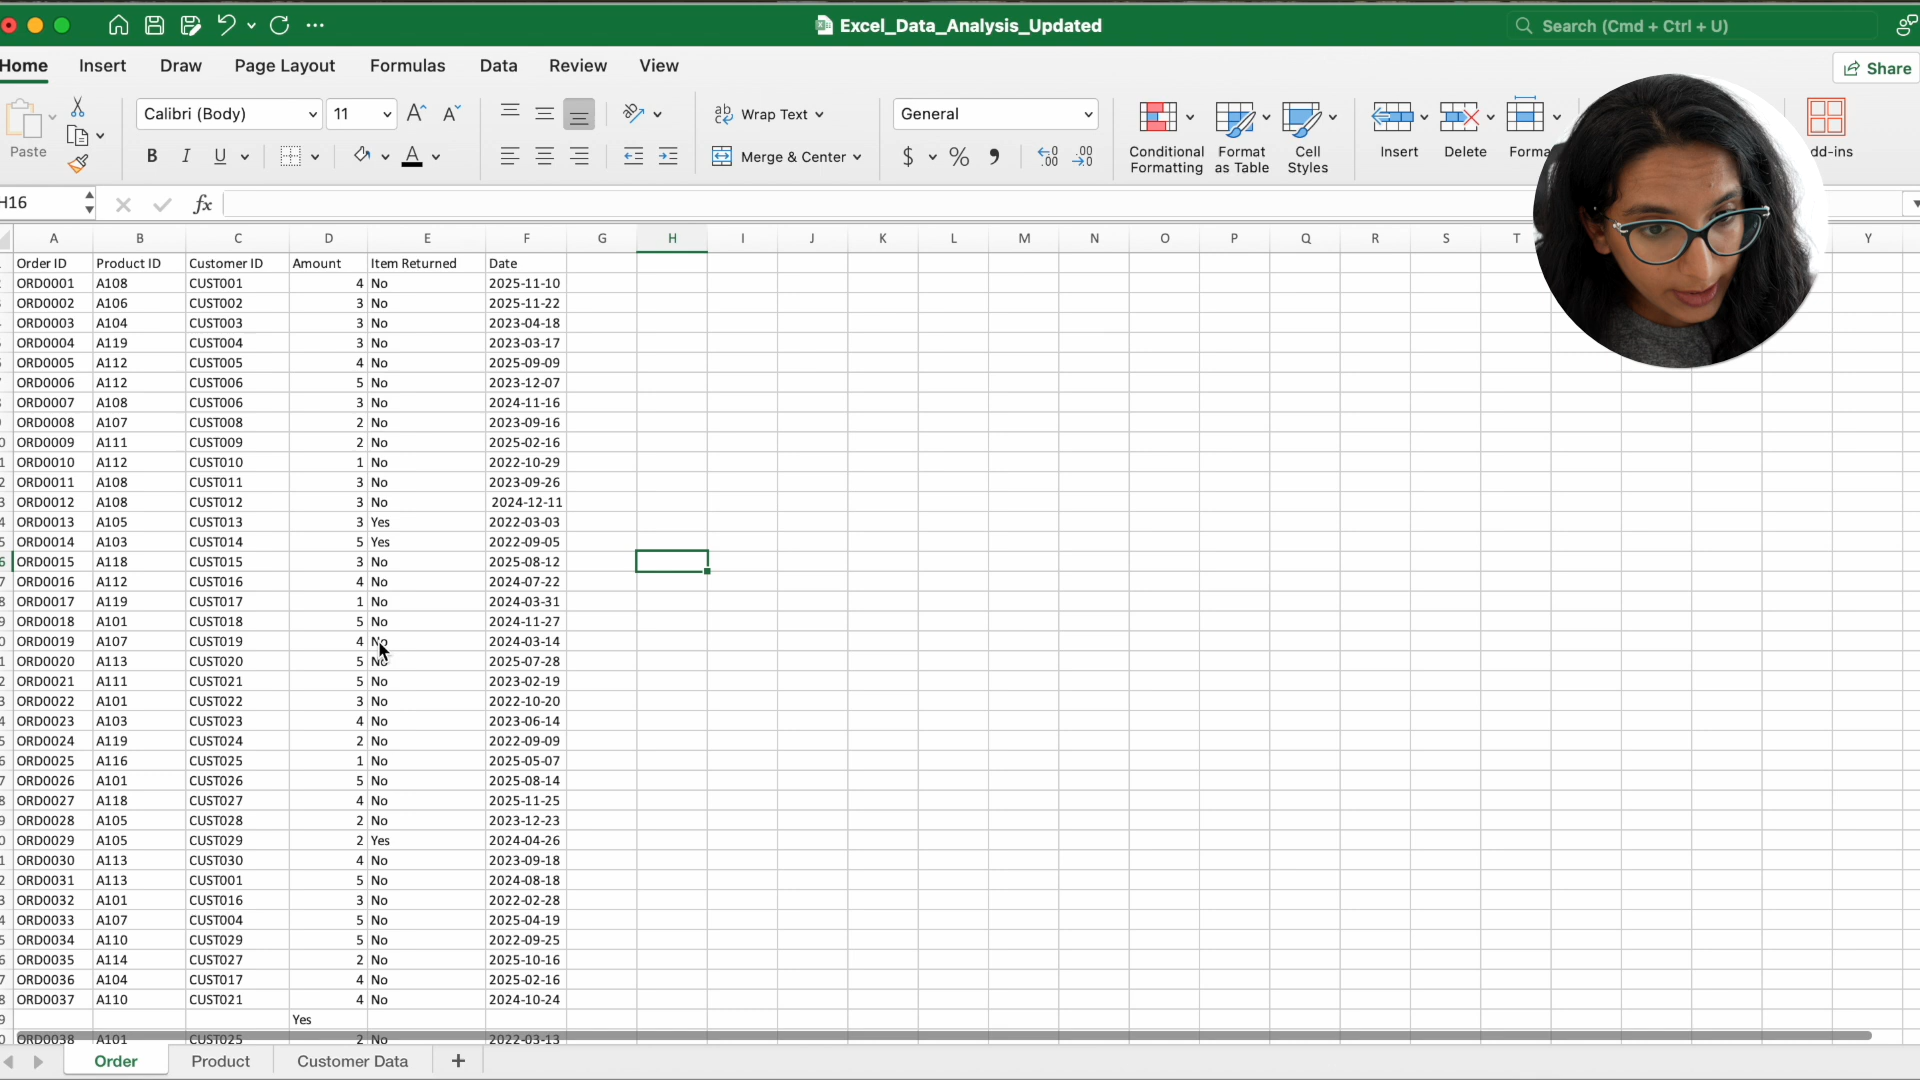 Excel_Data_Analysis_Updated
Search (Cmd + Ctrl + U)
Home Insert Draw Page Layout Formulas Data Review View
Share
Paste
Calibri (Body) 11
B I U
Wrap Text
Merge & Center
General
$ %
Conditional Formatting
Format as Table
Cell Styles
Insert
Delete
H16
fx
A B C D E F G H I J K L M N O P Q R S T Y
Order ID Product ID Customer ID Amount Item Returned Date
ORD0001 A108 CUST001 4 No 2025-11-10
ORD0002 A106 CUST002 3 No 2025-11-22
ORD0003 A104 CUST003 3 No 2023-04-18
ORD0004 A119 CUST004 3 No 2023-03-17
ORD0005 A112 CUST005 4 No 2025-09-09
ORD0006 A112 CUST006 5 No 2023-12-07
ORD0007 A108 CUST006 3 No 2024-11-16
ORD0008 A107 CUST008 2 No 2023-09-16
ORD0009 A111 CUST009 2 No 2025-02-16
ORD0010 A112 CUST010 1 No 2022-10-29
ORD0011 A108 CUST011 3 No 2023-09-26
ORD0012 A108 CUST012 3 No 2024-12-11
ORD0013 A105 CUST013 3 Yes 2022-03-03
ORD0014 A103 CUST014 5 Yes 2022-09-05
ORD0015 A118 CUST015 3 No 2025-08-12
ORD0016 A112 CUST016 4 No 2024-07-22
ORD0017 A119 CUST017 1 No 2024-03-31
ORD0018 A101 CUST018 5 No 2024-11-27
ORD0019 A107 CUST019 4 No 2024-03-14
ORD0020 A113 CUST020 5 No 2025-07-28
ORD0021 A111 CUST021 5 No 2023-02-19
ORD0022 A101 CUST022 3 No 2022-10-20
ORD0023 A103 CUST023 4 No 2023-06-14
ORD0024 A119 CUST024 2 No 2022-09-09
ORD0025 A116 CUST025 1 No 2025-05-07
ORD0026 A101 CUST026 5 No 2025-08-14
ORD0027 A118 CUST027 4 No 2025-11-25
ORD0028 A105 CUST028 2 No 2023-12-23
ORD0029 A105 CUST029 2 Yes 2024-04-26
ORD0030 A113 CUST030 4 No 2023-09-18
ORD0031 A113 CUST001 5 No 2024-08-18
ORD0032 A101 CUST016 3 No 2022-02-28
ORD0033 A107 CUST004 5 No 2025-04-19
ORD0034 A110 CUST029 5 No 2022-09-25
ORD0035 A114 CUST027 2 No 2025-10-16
ORD0036 A104 CUST017 4 No 2025-02-16
ORD0037 A110 CUST021 4 No 2024-10-24
Yes
ORD0038 A101 CUST025 2 No 2022-03-13
Order Product Customer Data +